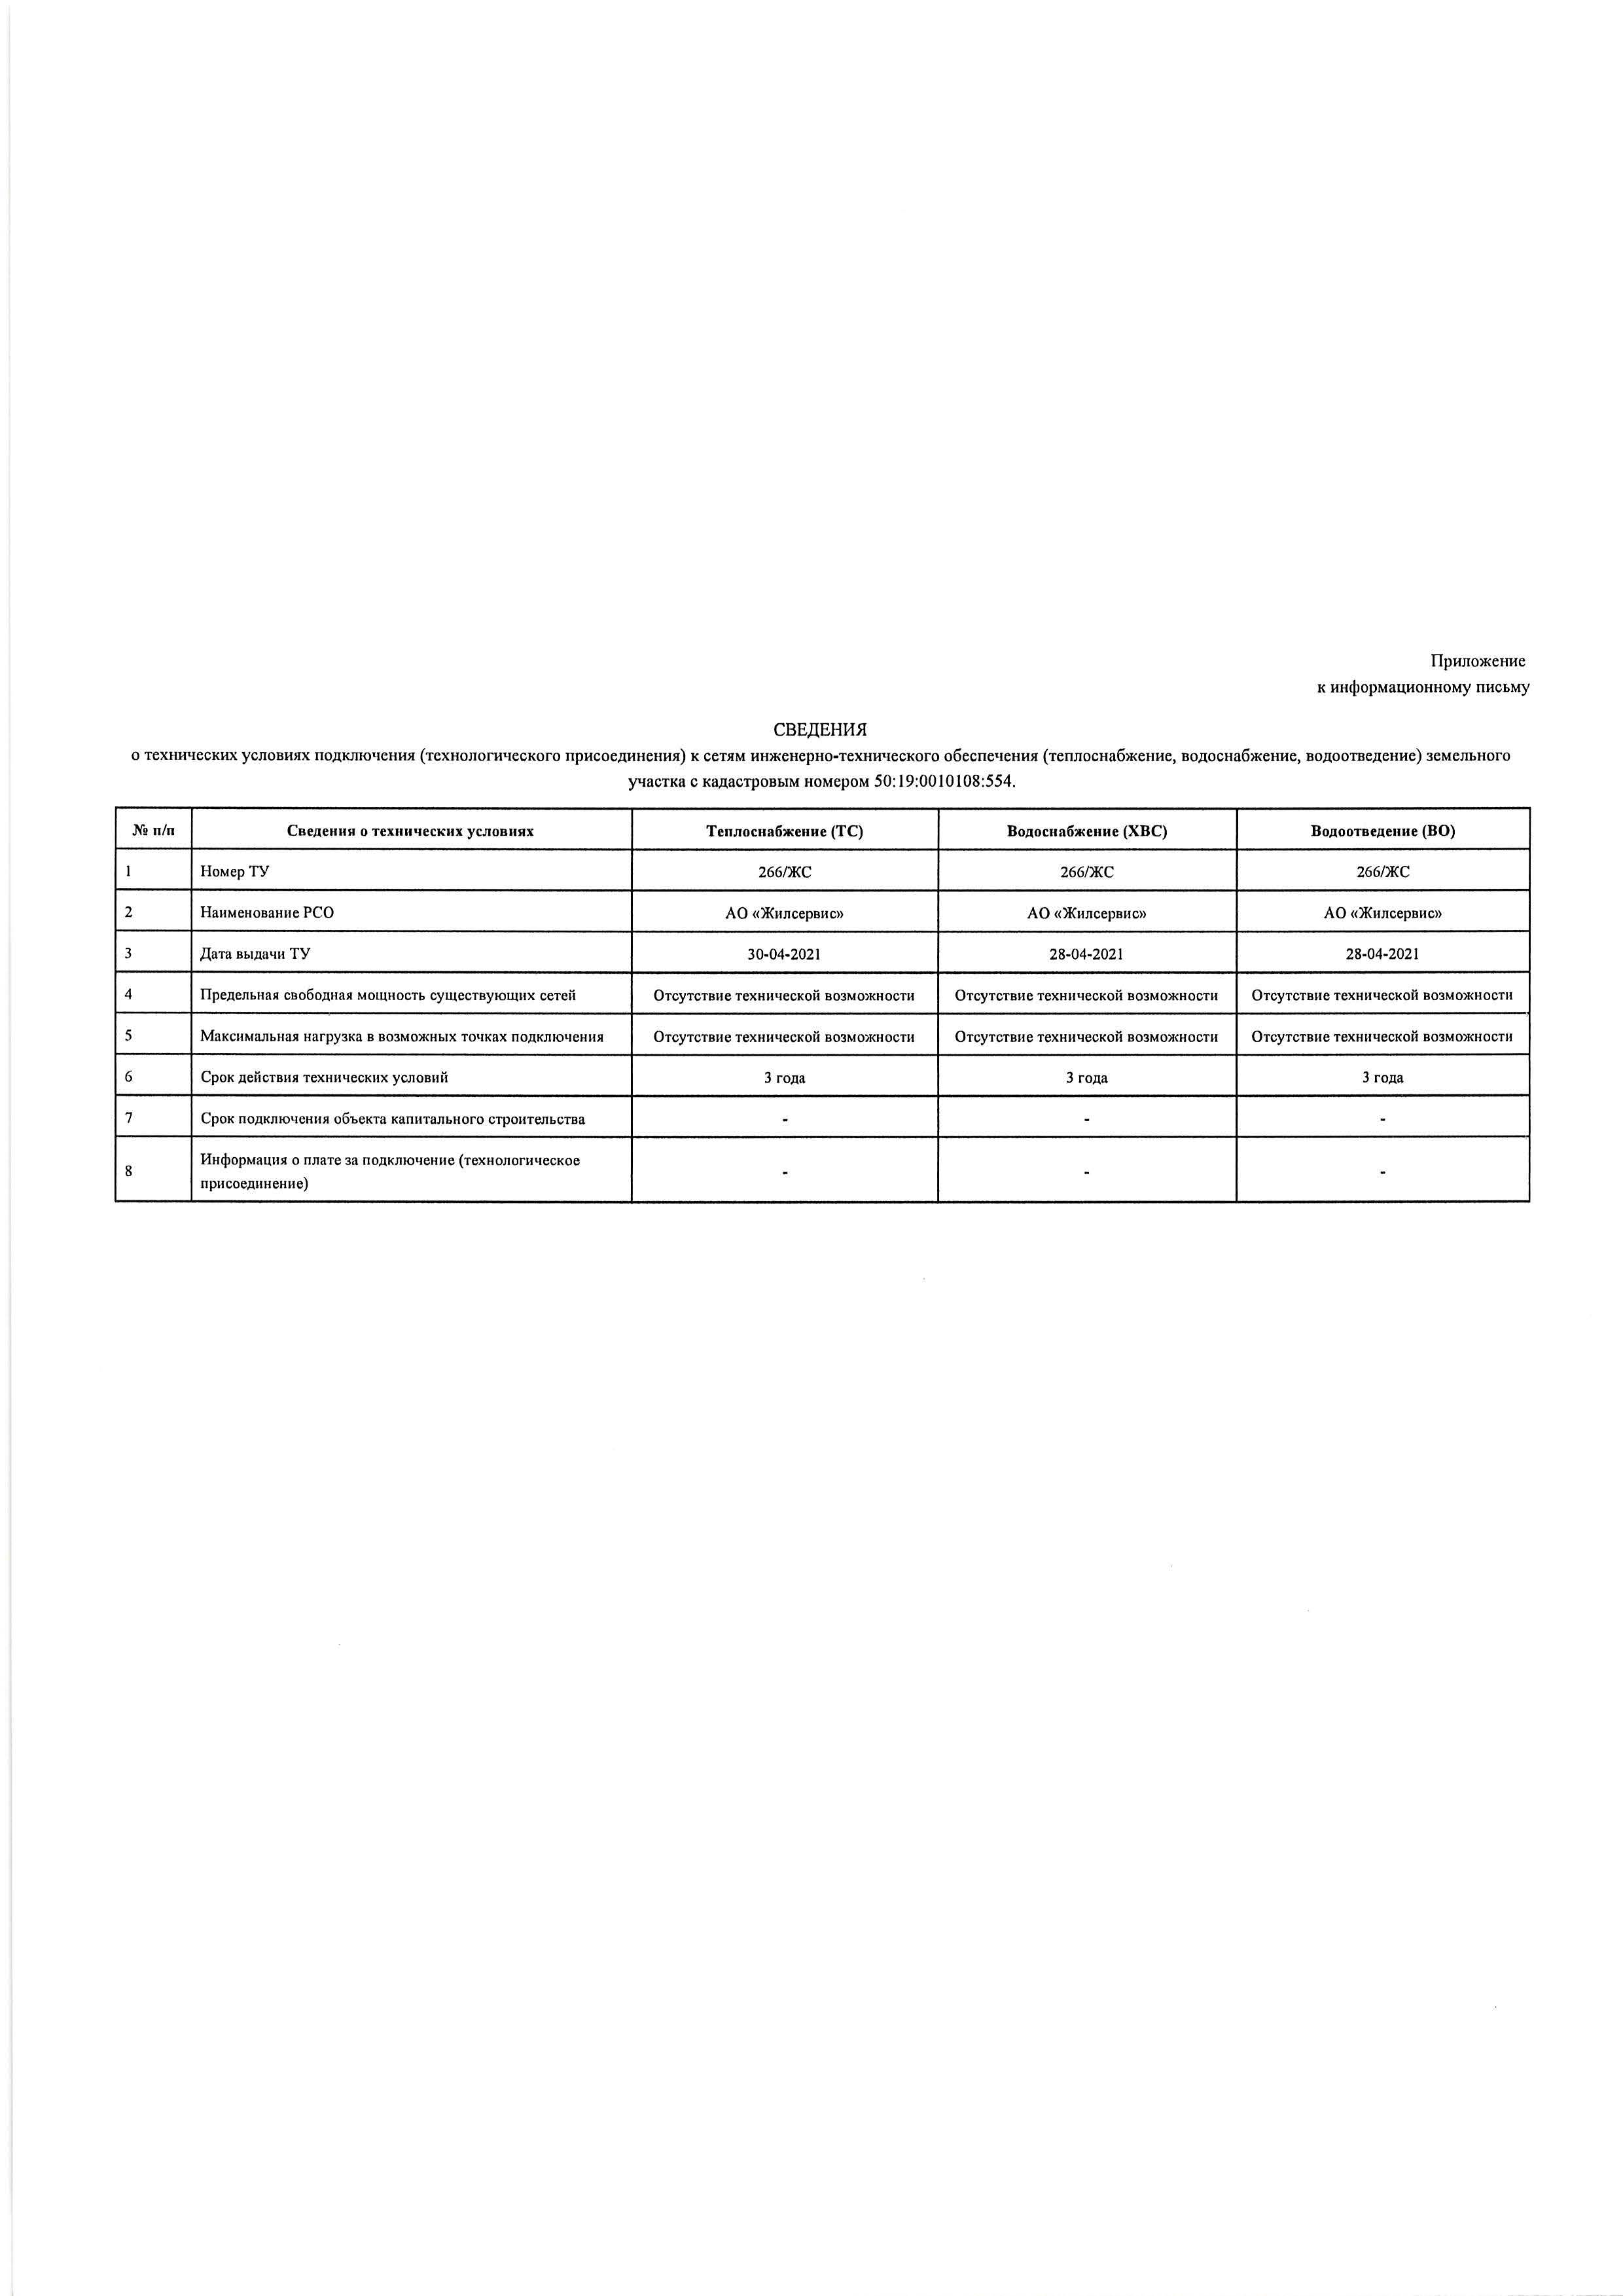 Приложение
к информационному письму
СВЕДЕНИЯ
о технических условиях подключения (технологического присоединения) к сетям инженерно-технического обеспечения (теплоснабжение, водоснабжение, водоотведение) земельного
участка с кадастровым номером 50:19:0010108:554.
№ п/п Сведения о технических условиях Теплоснабжение (ТС) Водоснабжение (ХВС) Водоотведение (ВО)
1 Номер ТУ 266/ЖС 266/ЖС 266/ЖС
2 Наименование РСО АО «Жилсервис» АО «Жилсервис» АО «Жилсервис»
3 Дата выдачи ТУ 30-04-2021 28-04-2021 28-04-2021
4 Предельная свободная мощность существующих сетей Отсутствие технической возможности Отсутствие технической возможности Отсутствие технической возможности
5 Максимальная нагрузка в возможных точках подключения Отсутствие технической возможности Отсутствие технической возможности Отсутствие технической возможности
6 Срок действия технических условий 3 года 3 года 3 года
7 Срок подключения объекта капитального строительства - - -
8 Информация о плате за подключение (технологическое
присоединение) - - -